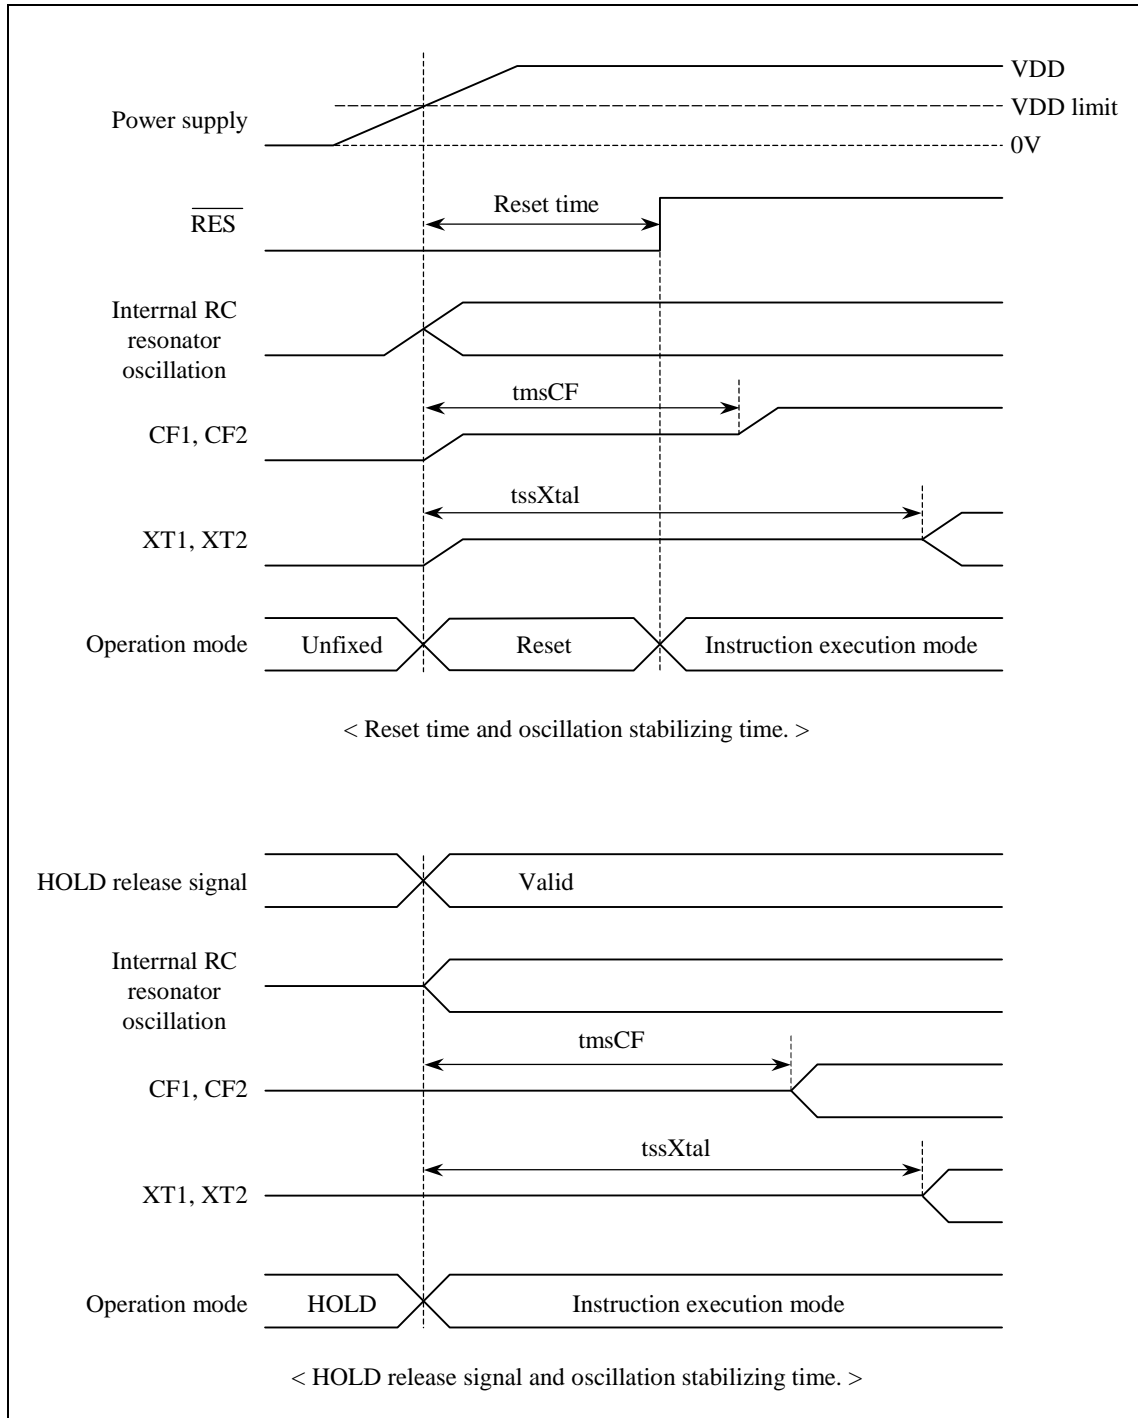 VDD
VDD limit
Power supply
0V
RES
Reset time
Interrnal RC
resonator
oscillation
tmsCF
CF1, CF2
tssXtal
XT1, XT2
Operation mode
Unfixed
Reset
Instruction execution mode
< Reset time and oscillation stabilizing time. >
HOLD release signal
Valid
Interrnal RC
resonator
oscillation
tmsCF
CF1, CF2
tssXtal
XT1, XT2
Operation mode
HOLD
Instruction execution mode
< HOLD release signal and oscillation stabilizing time. >